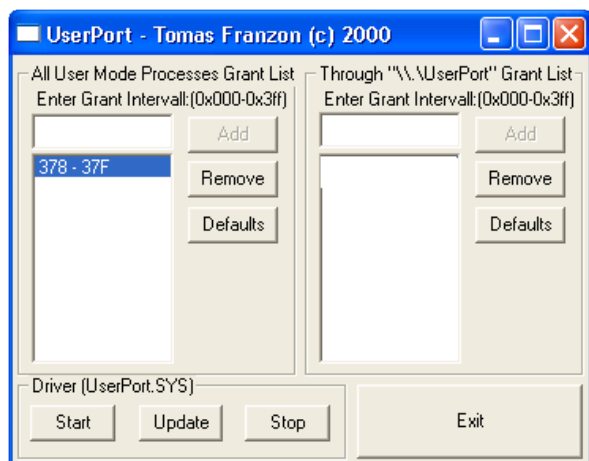 UserPort - Tomas Franzon (c) 2000
All User Mode Processes Grant List
Enter Grant Intervall:(0x000-0x3ff)
Add
378 - 37F
Remove
Defaults
Through "\\.\UserPort" Grant List
Enter Grant Intervall:(0x000-0x3ff)
Add
Remove
Defaults
Driver (UserPort.SYS)
Start
Update
Stop
Exit